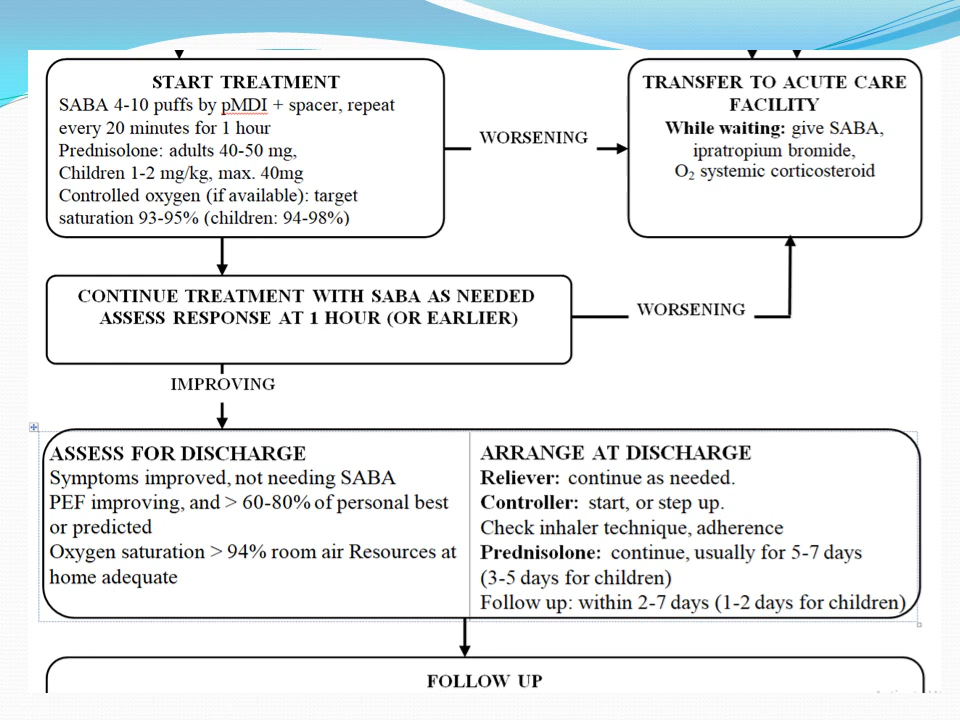 START TREATMENT
SABA 4-10 puffs by pMDI + spacer, repeat
every 20 minutes for 1 hour
Prednisolone: adults 40-50 mg,
Children 1-2 mg/kg, max. 40mg
Controlled oxygen (if available): target
saturation 93-95% (children: 94-98%)
WORSENING
TRANSFER TO ACUTE CARE
FACILITY
While waiting: give SABA,
ipratropium bromide,
O₂ systemic corticosteroid
CONTINUE TREATMENT WITH SABA AS NEEDED
ASSESS RESPONSE AT 1 HOUR (OR EARLIER)
WORSENING
IMPROVING
ASSESS FOR DISCHARGE
Symptoms improved, not needing SABA
PEF improving, and > 60-80% of personal best
or predicted
Oxygen saturation > 94% room air Resources at
home adequate
ARRANGE AT DISCHARGE
Reliever: continue as needed.
Controller: start, or step up.
Check inhaler technique, adherence
Prednisolone: continue, usually for 5-7 days
(3-5 days for children)
Follow up: within 2-7 days (1-2 days for children)
FOLLOW UP